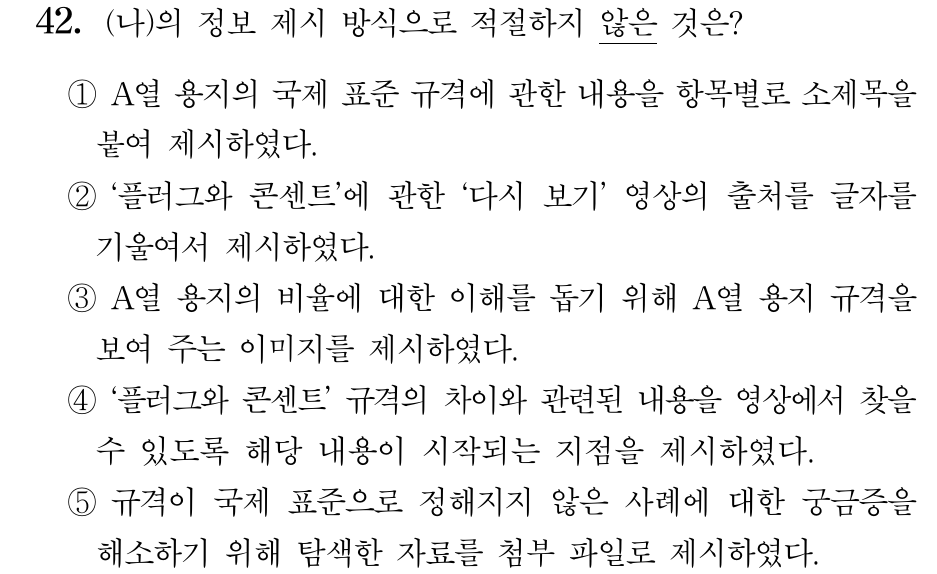 42. (나)의 정보 제시 방식으로 적절하지 않은 것은?
① A열 용지의 국제 표준 규격에 관한 내용을 항목별로 소제목을
붙여 제시하였다.
② ‘플러그와 콘센트’에 관한 ‘다시 보기’ 영상의 출처를 글자를
기울여서 제시하였다.
③ A열 용지의 비율에 대한 이해를 돕기 위해 A열 용지 규격을
보여 주는 이미지를 제시하였다.
④ ‘플러그와 콘센트’ 규격의 차이와 관련된 내용을 영상에서 찾을
수 있도록 해당 내용이 시작되는 지점을 제시하였다.
⑤ 규격이 국제 표준으로 정해지지 않은 사례에 대한 궁금증을
해소하기 위해 탐색한 자료를 첨부 파일로 제시하였다.